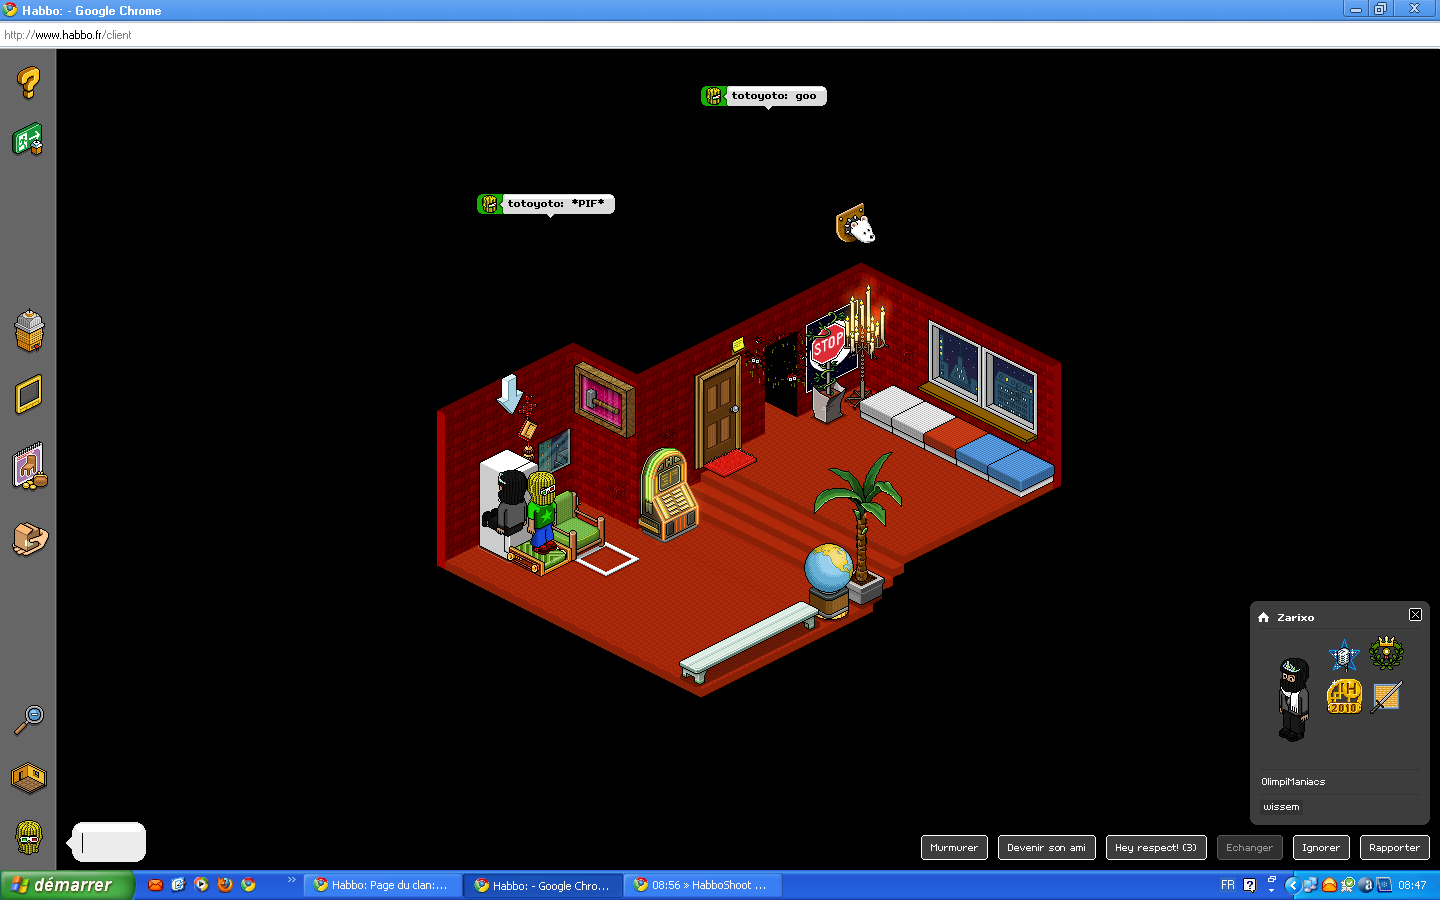 Habbo: - Google Chrome
http://www.habbo.fr/client
totoyoto: goo
totoyoto: *PIF*
STOP
H
Zarixo
H
2010
OlimpiManiacs
wissem
Murmurer
Devenir son ami
Hey respect! (3)
Echanger
Ignorer
Rapporter
démarrer
Habbo: Page du clan:...
Habbo: - Google Chro...
08:56 » HabboShoot ...
FR
08:47